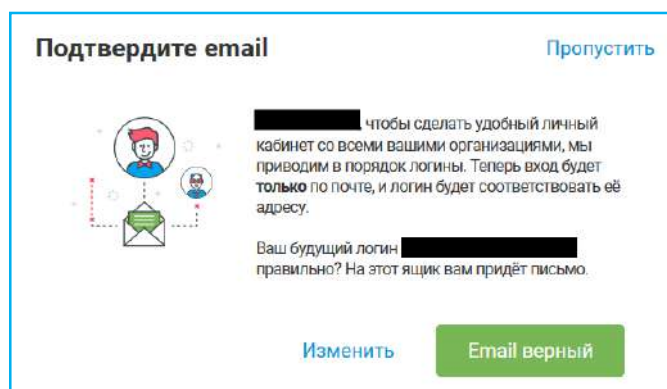 Подтвердите email
Пропустить
, чтобы сделать удобный личный
кабинет со всеми вашими организациями, мы
приводим в порядок логины. Теперь вход будет
только по почте, и логин будет соответствовать её
адресу.
Ваш будущий логин
правильно? На этот ящик вам придёт письмо.
Изменить
Email верный